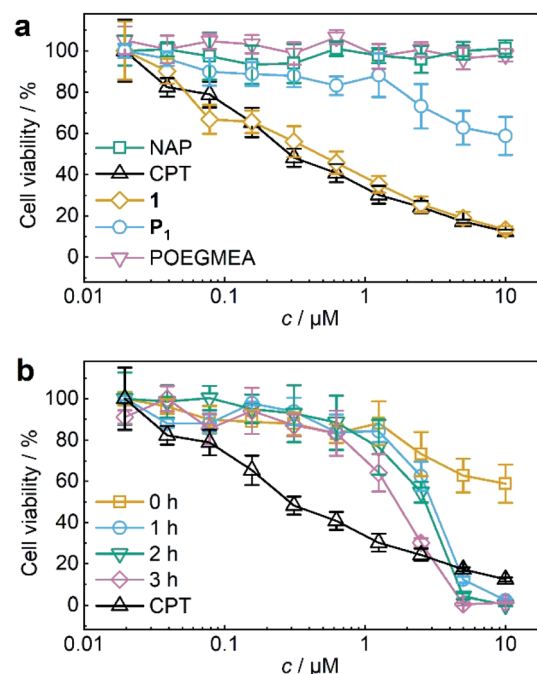 a
Cell viability / %
100
80
60
40
20
0
NAP
CPT
1
P₁
POEGMEA
0.01
0.1
1
10
c / µM
b
Cell viability / %
100
80
60
40
20
0
0 h
1 h
2 h
3 h
CPT
0.01
0.1
1
10
c / µM